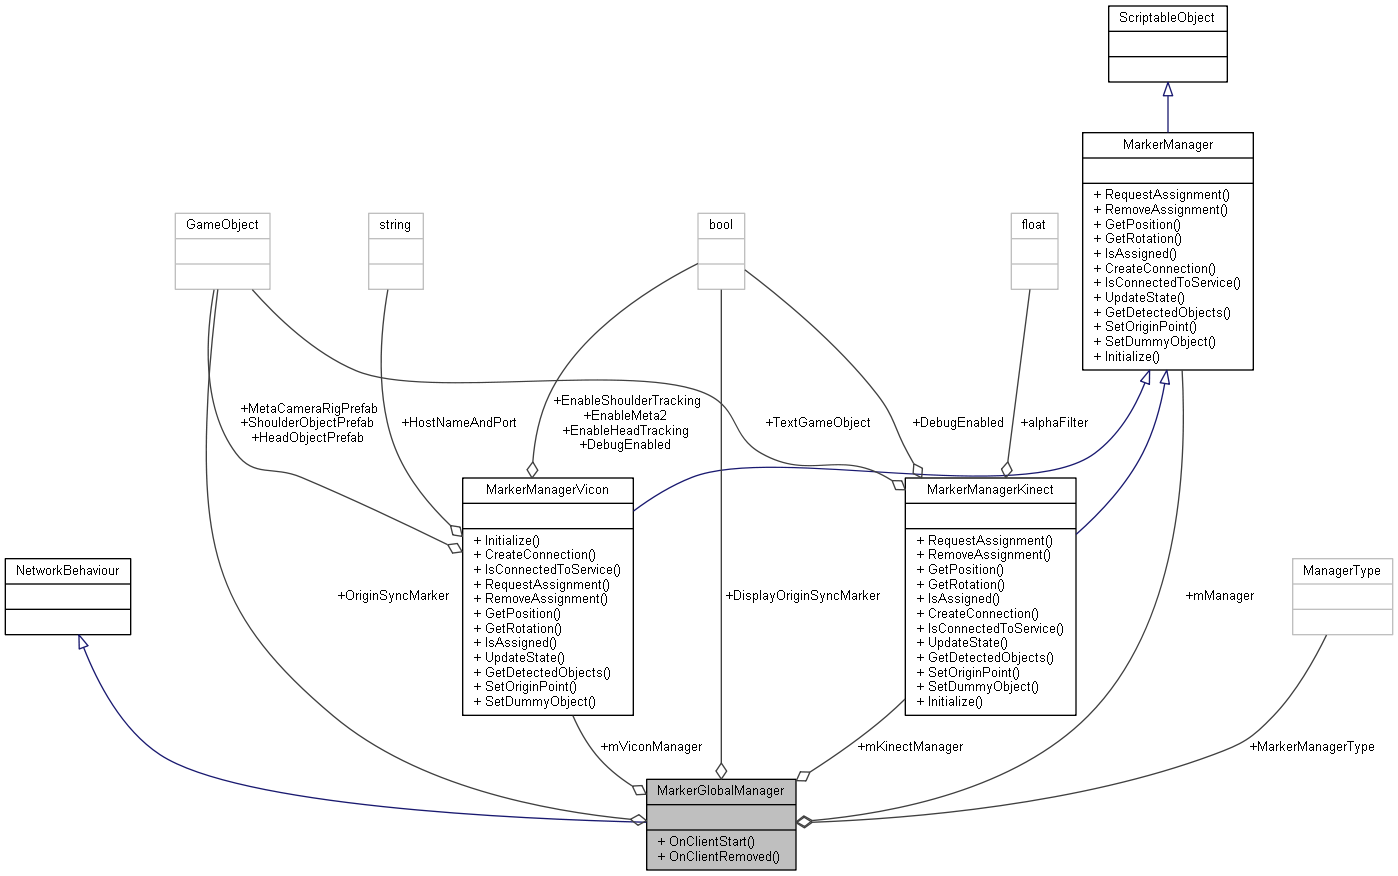 ScriptableObject
MarkerManager
+ RequestAssignment()
+ RemoveAssignment()
+ GetPosition()
+ GetRotation()
+ IsAssigned()
+ CreateConnection()
+ IsConnectedToService()
+ UpdateState()
+ GetDetectedObjects()
+ SetOriginPoint()
+ SetDummyObject()
+ Initialize()
GameObject
string
bool
float
+MetaCameraRigPrefab
+ShoulderObjectPrefab
+HeadObjectPrefab
+HostNameAndPort
+EnableShoulderTracking
+EnableMeta2
+EnableHeadTracking
+DebugEnabled
+TextGameObject
+DebugEnabled
+alphaFilter
MarkerManagerVicon
+ Initialize()
+ CreateConnection()
+ IsConnectedToService()
+ RequestAssignment()
+ RemoveAssignment()
+ GetPosition()
+ GetRotation()
+ IsAssigned()
+ UpdateState()
+ GetDetectedObjects()
+ SetOriginPoint()
+ SetDummyObject()
MarkerManagerKinect
+ RequestAssignment()
+ RemoveAssignment()
+ GetPosition()
+ GetRotation()
+ IsAssigned()
+ CreateConnection()
+ IsConnectedToService()
+ UpdateState()
+ GetDetectedObjects()
+ SetOriginPoint()
+ SetDummyObject()
+ Initialize()
NetworkBehaviour
+OriginSyncMarker
+DisplayOriginSyncMarker
+mManager
ManagerType
+mViconManager
+mKinectManager
+MarkerManagerType
MarkerGlobalManager
+ OnClientStart()
+ OnClientRemoved()